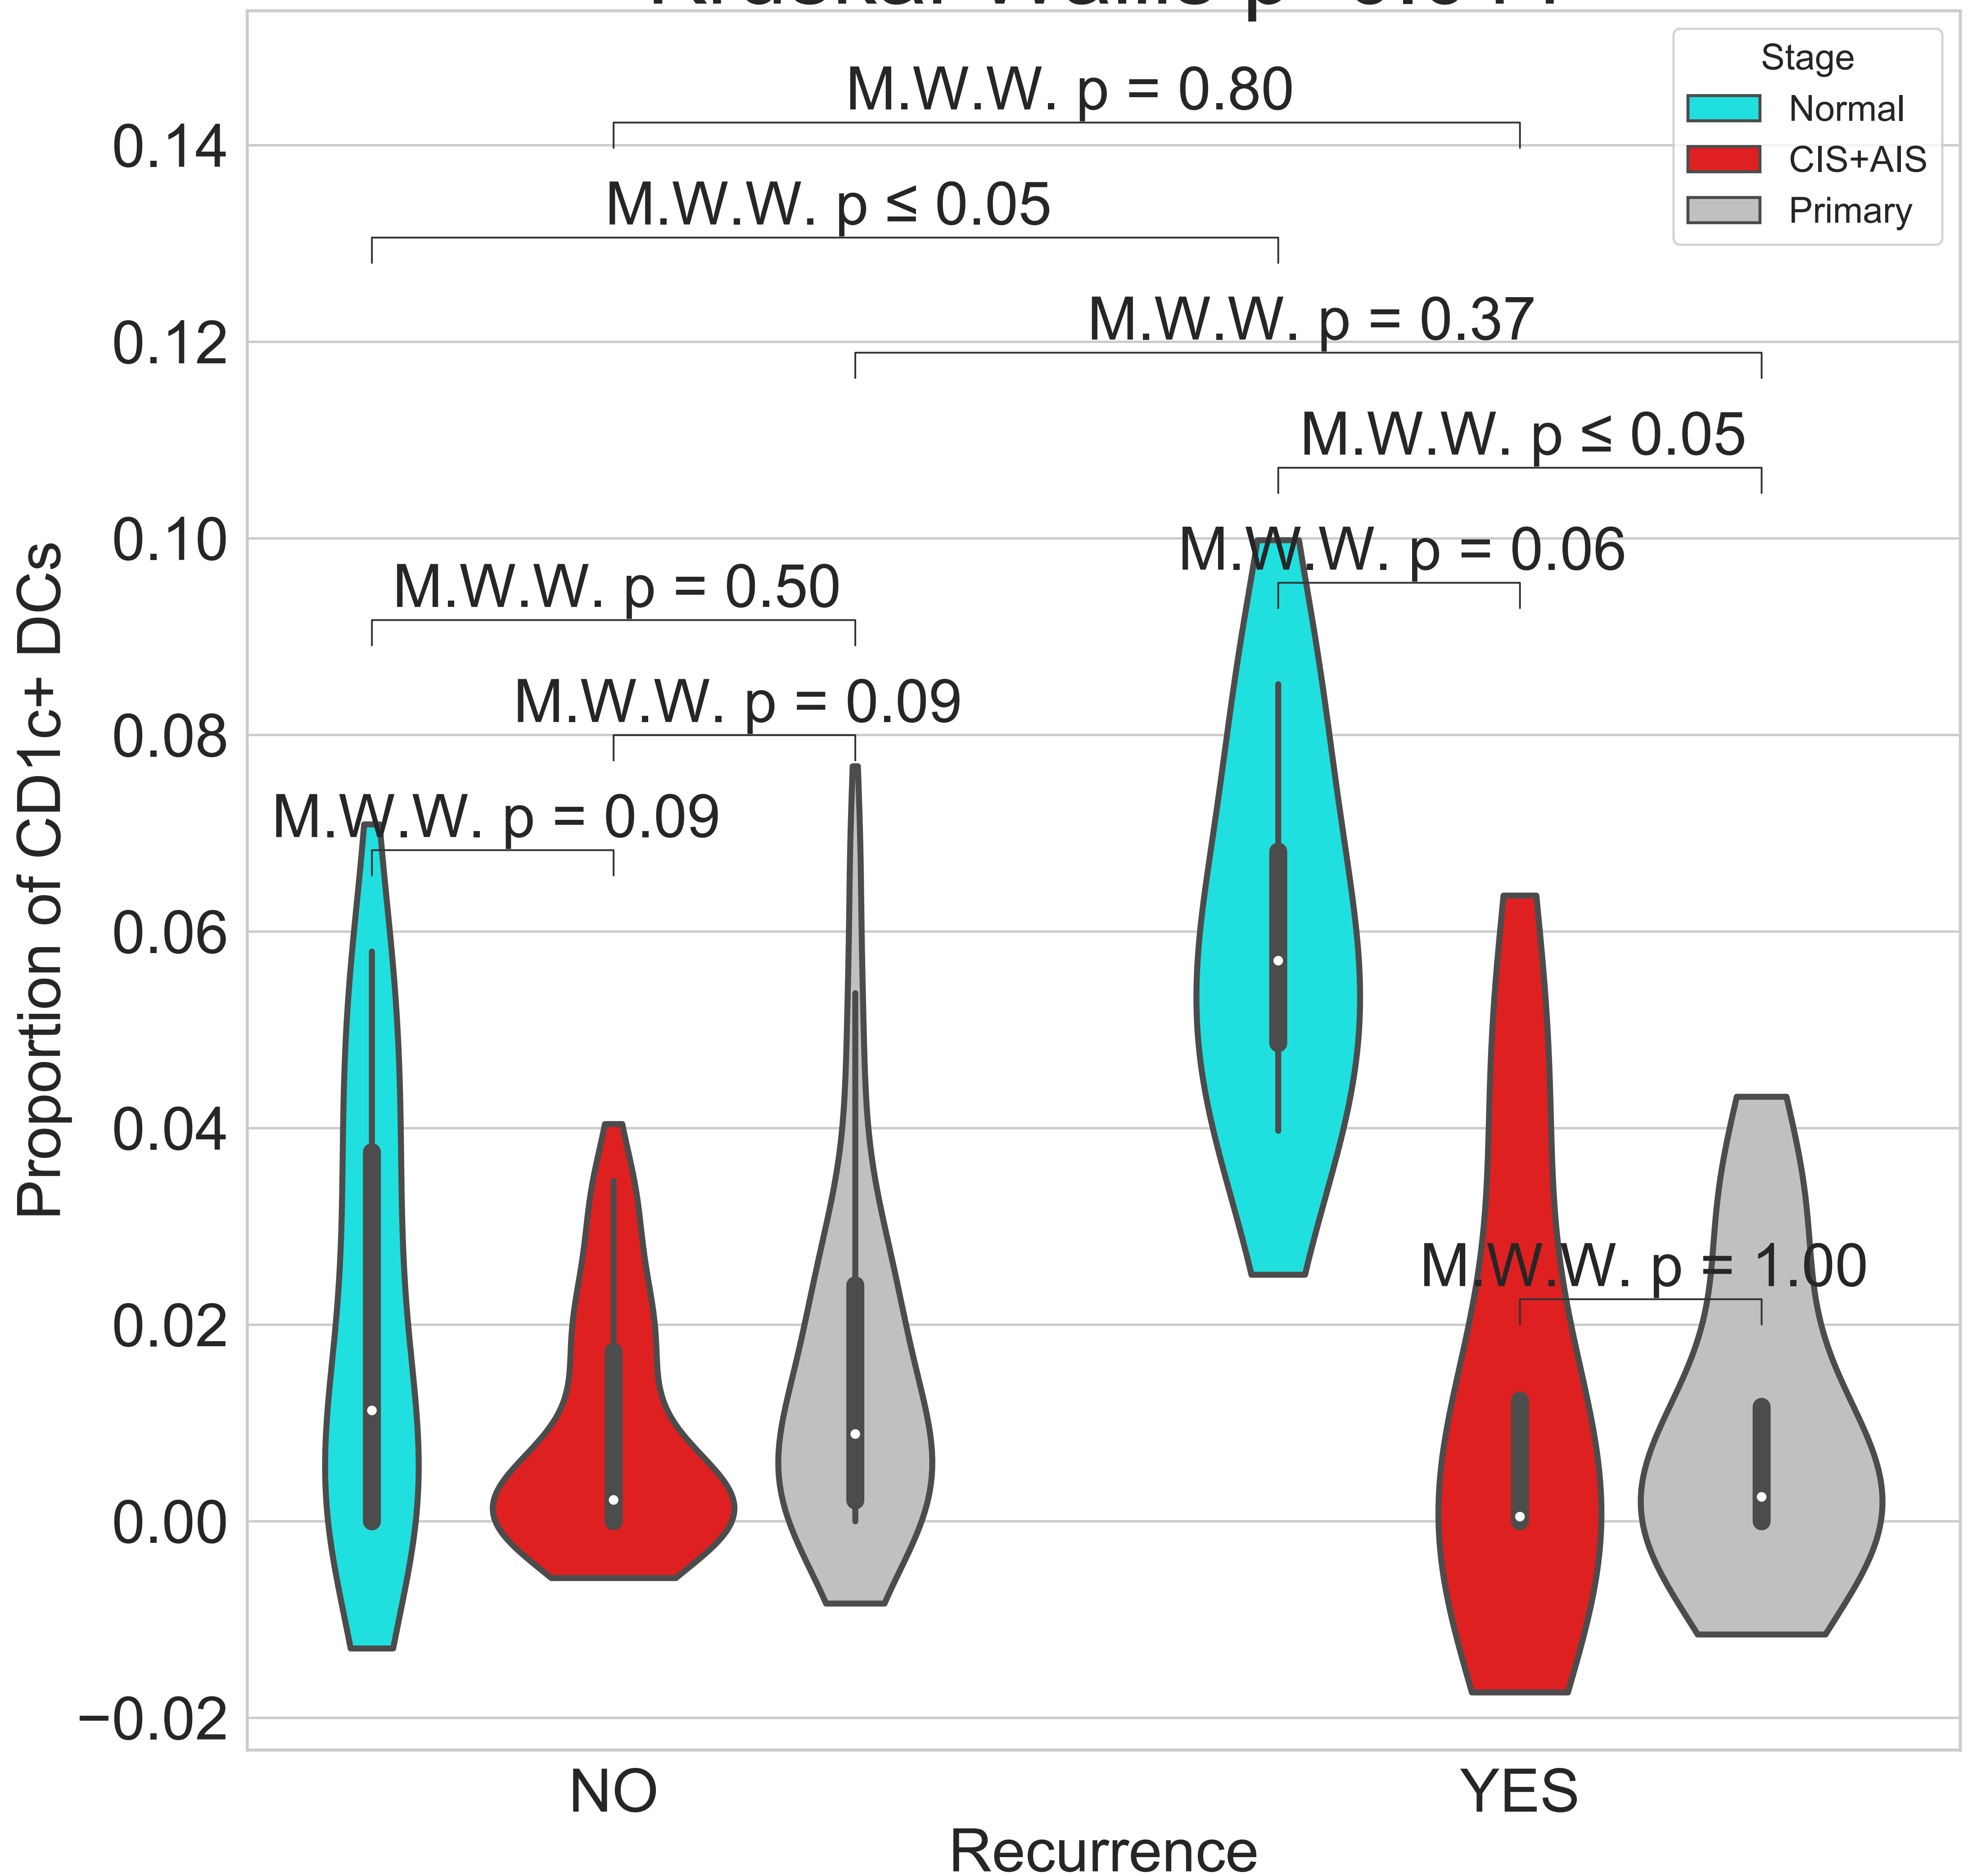 Stage
Normal
CIS+AIS
Primary
M.W.W. p = 0.80
M.W.W. p ≤ 0.05
M.W.W. p = 0.37
M.W.W. p ≤ 0.05
M.W.W. p = 0.06
M.W.W. p = 0.50
M.W.W. p = 0.09
M.W.W. p = 0.09
M.W.W. p = 1.00
Proportion of CD1c+ DCs
0.14
0.12
0.10
0.08
0.06
0.04
0.02
0.00
−0.02
NO
YES
Recurrence